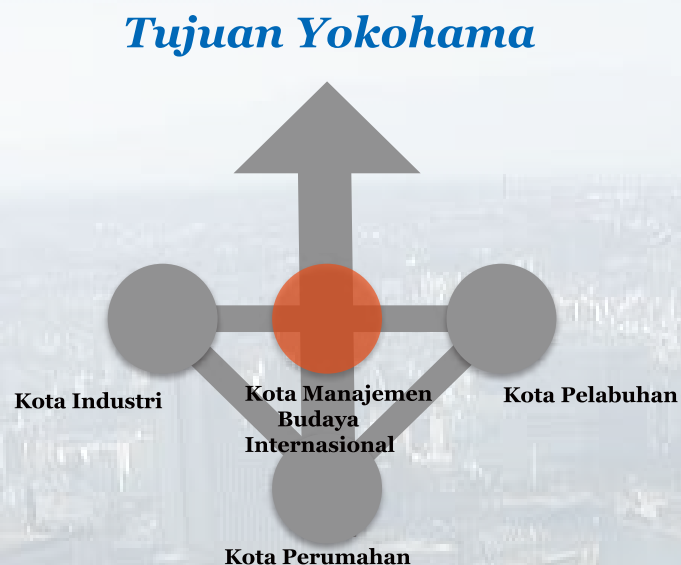 Tujuan Yokohama
Kota Industri
Kota Manajemen
Budaya
Internasional
Kota Pelabuhan
Kota Perumahan